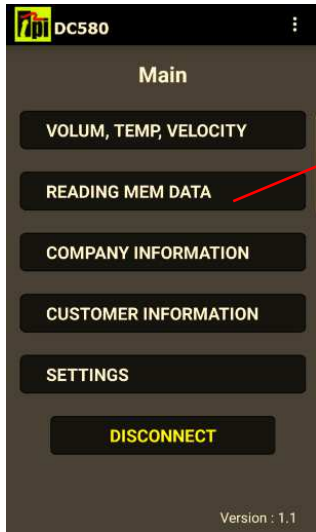 tpi DC580
Main
VOLUM, TEMP, VELOCITY
READING MEM DATA
COMPANY INFORMATION
CUSTOMER INFORMATION
SETTINGS
DISCONNECT
Version : 1.1